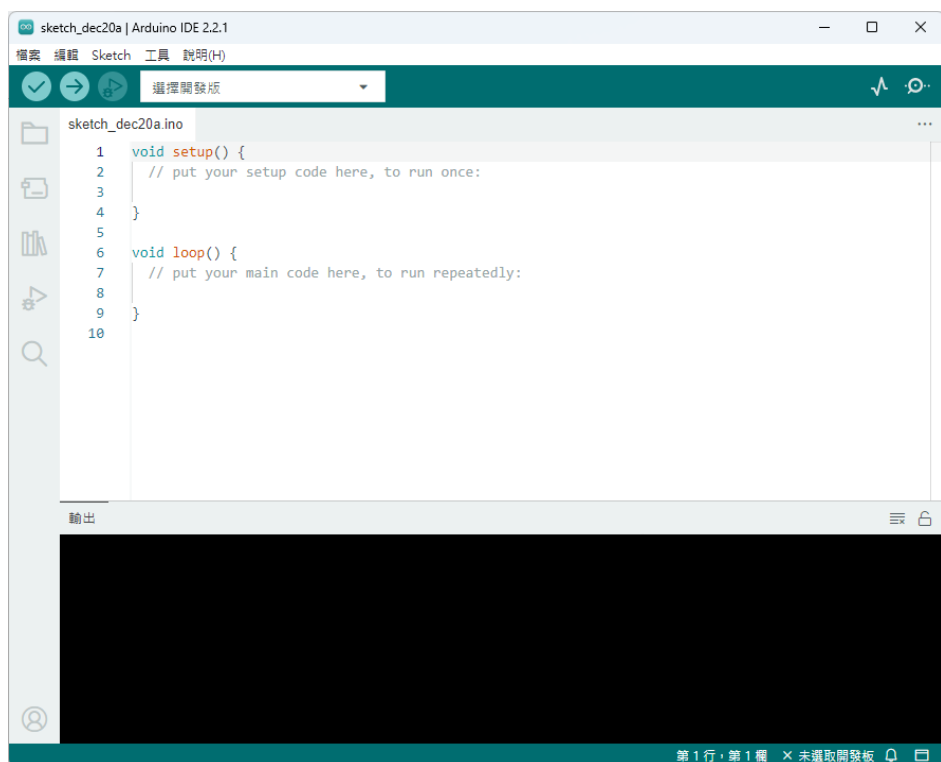 sketch_dec20a | Arduino IDE 2.2.1
檔案 編輯 Sketch 工具 說明(H)
選擇開發版
sketch_dec20a.ino
1 void setup() {
2 // put your setup code here, to run once:
3
4 }
5
6 void loop() {
7 // put your main code here, to run repeatedly:
8
9 }
10
輸出
第 1 行，第 1 欄 × 未選取開發板